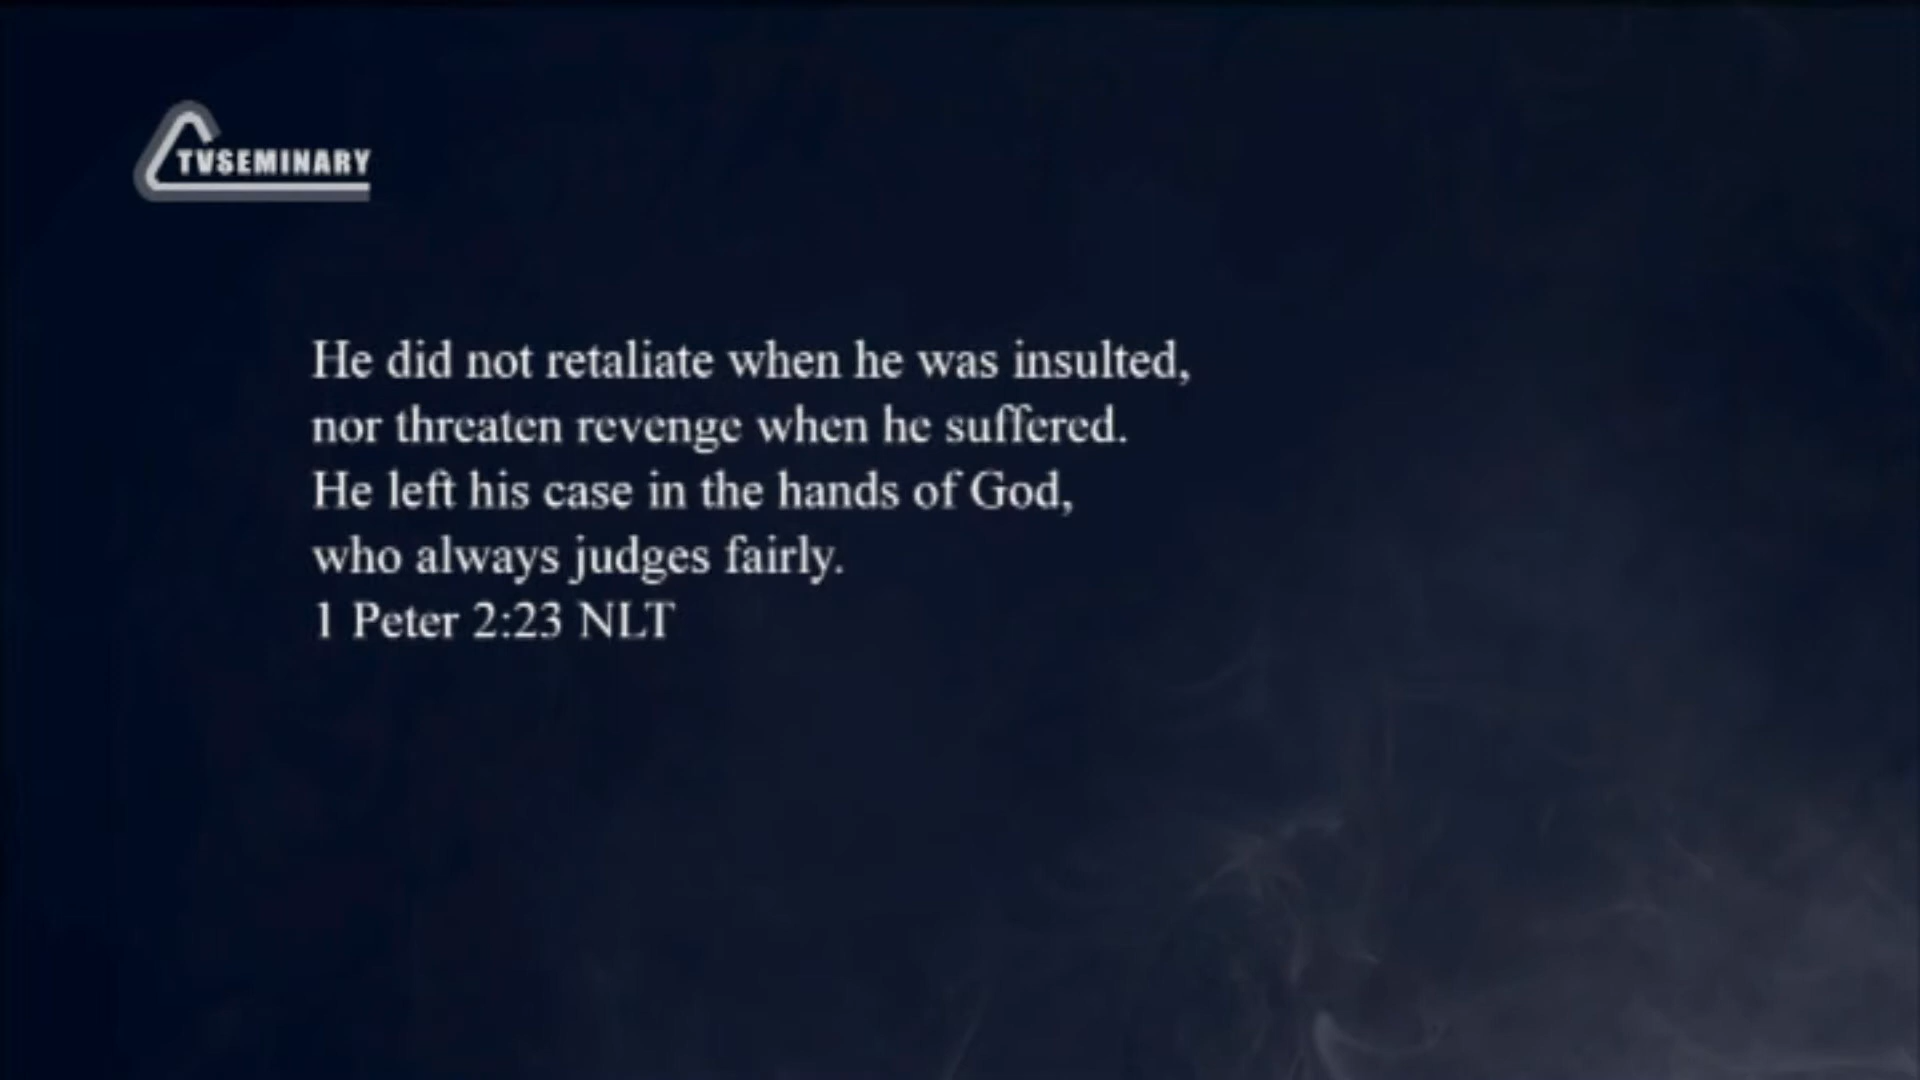 TVSEMINARY
He did not retaliate when he was insulted,
nor threaten revenge when he suffered.
He left his case in the hands of God,
who always judges fairly.
1 Peter 2:23 NLT